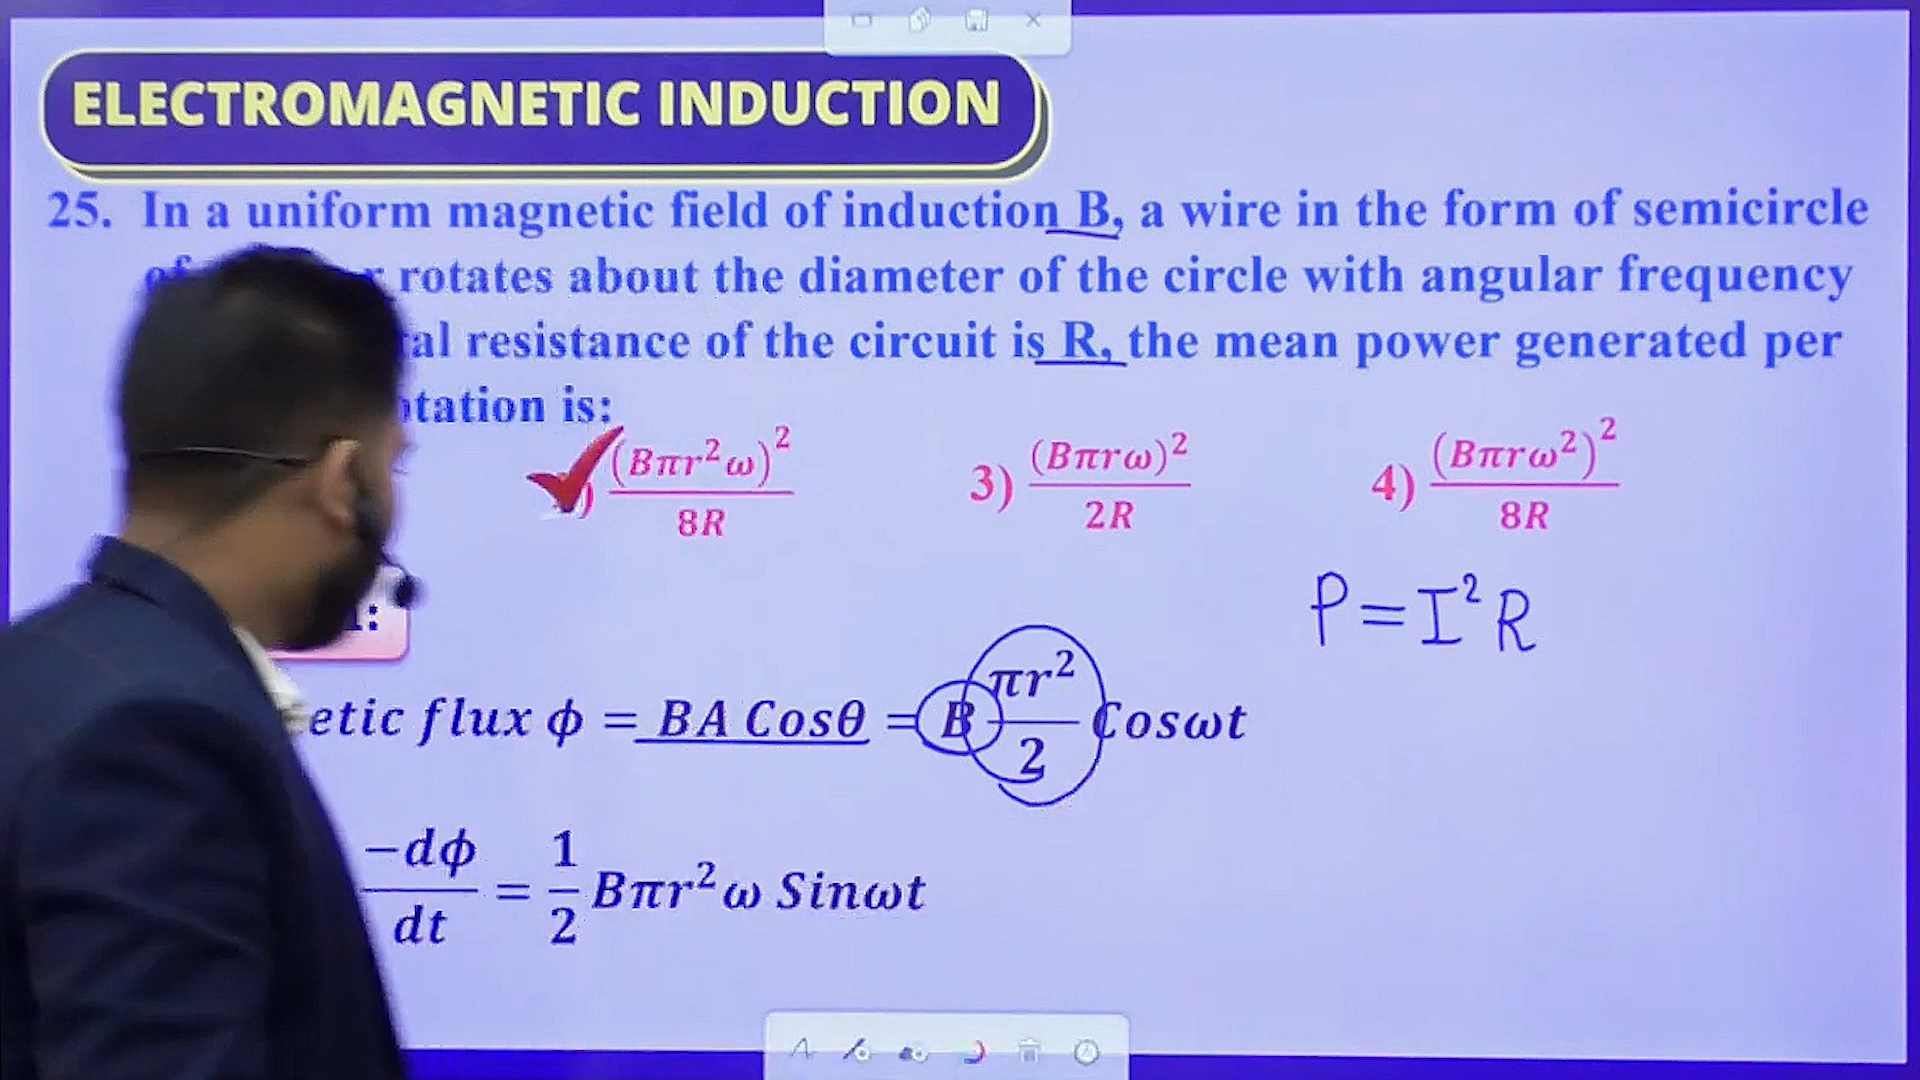 ELECTROMAGNETIC INDUCTION
25. In a uniform magnetic field of induction B, a wire in the form of semicircle
of rotates about the diameter of the circle with angular frequency
resistance of the circuit is R, the mean power generated per
is:
(Bπr²ω)²/8R 3) (Bπrω)²/2R 4) (Bπrω²)²/8R
P=I²R
flux ϕ = BA Cosθ = B πr²/2 Cosωt
−dϕ/dt = 1/2 Bπr²ω Sinωt